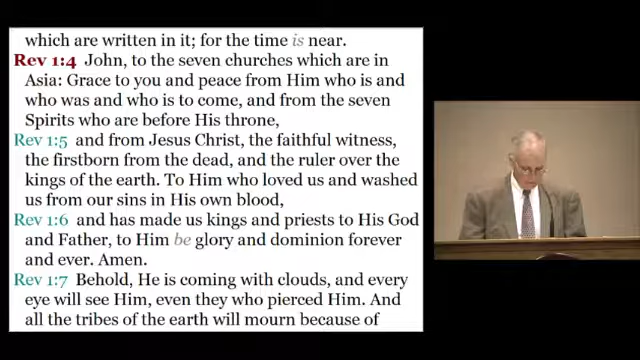 which are written in it; for the time is near.
Rev 1:4 John, to the seven churches which are in
Asia: Grace to you and peace from Him who is and
who was and who is to come, and from the seven
Spirits who are before His throne,
Rev 1:5 and from Jesus Christ, the faithful witness,
the firstborn from the dead, and the ruler over the
kings of the earth. To Him who loved us and washed
us from our sins in His own blood,
Rev 1:6 and has made us kings and priests to His God
and Father, to Him be glory and dominion forever
and ever. Amen.
Rev 1:7 Behold, He is coming with clouds, and every
eye will see Him, even they who pierced Him. And
all the tribes of the earth will mourn because of